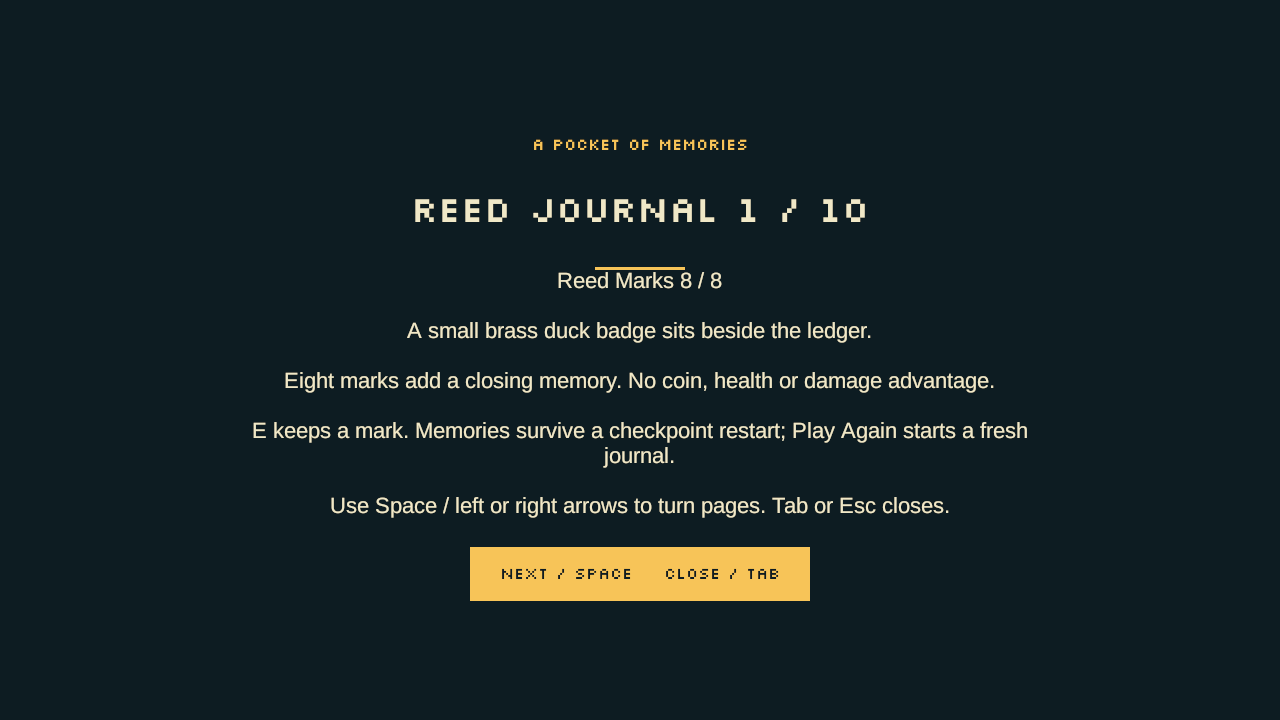 A POCKET OF MEMORIES
REED JOURNAL 1 / 10
Reed Marks 8 / 8
A small brass duck badge sits beside the ledger.
Eight marks add a closing memory. No coin, health or damage advantage.
E keeps a mark. Memories survive a checkpoint restart; Play Again starts a fresh
journal.
Use Space / left or right arrows to turn pages. Tab or Esc closes.
NEXT / SPACE CLOSE / TAB